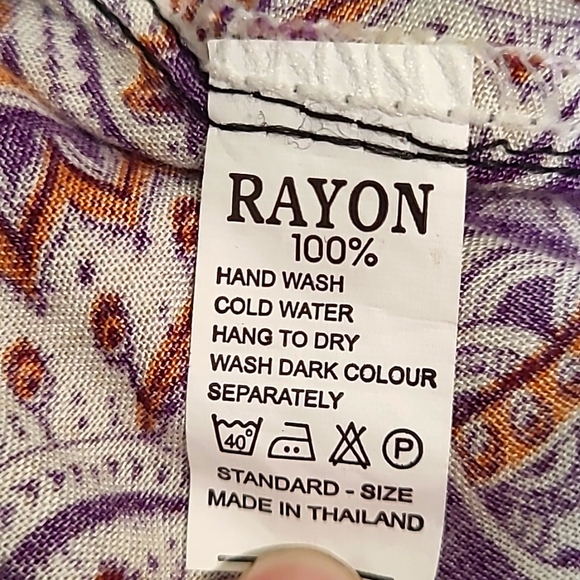 RAYON
100%
HAND WASH
COLD WATER
HANG TO DRY
WASH DARK COLOUR
SEPARATELY
40° P
STANDARD - SIZE
MADE IN THAILAND